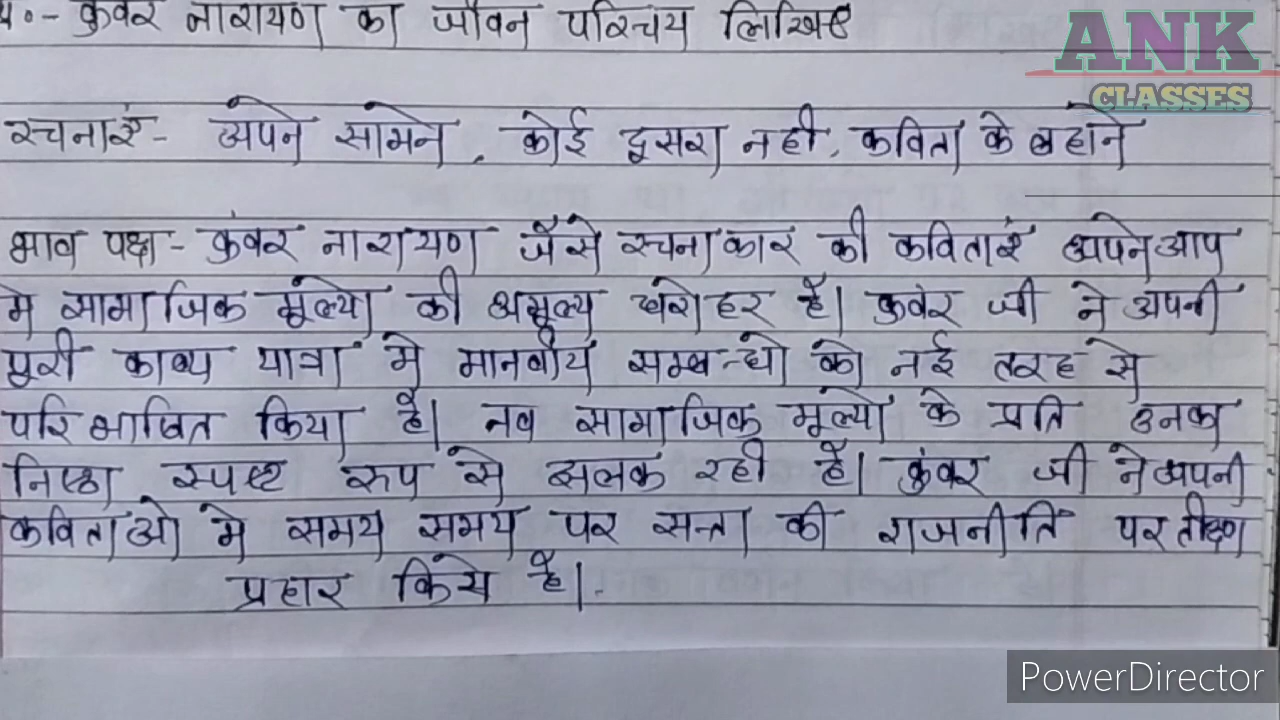 प्र०- कुवर नारायण का जीवन परिचय लिखिए
ANK
CLASSES
रचनाएं- अपने सामने, कोई दूसरा नही, कविता के बहाने
भाव पक्ष- कुंवर नारायण जैसे रचनाकार की कविताएं अपने आप
मे सामाजिक मूल्यो की अमूल्य धरोहर है। कुवंर जी ने अपनी
पूरी काव्य यात्रा मे मानवीय सम्बन्धो को नई तरह से
परिभाषित किया है। नव सामाजिक मूल्यो के प्रति उनका
निष्ठा स्पष्ट रूप से झलक रही है। कुंवर जी ने अपनी
कविताओ मे समय समय पर सत्ता की राजनीति पर तीक्ष्ण
प्रहार किये है।
PowerDirector